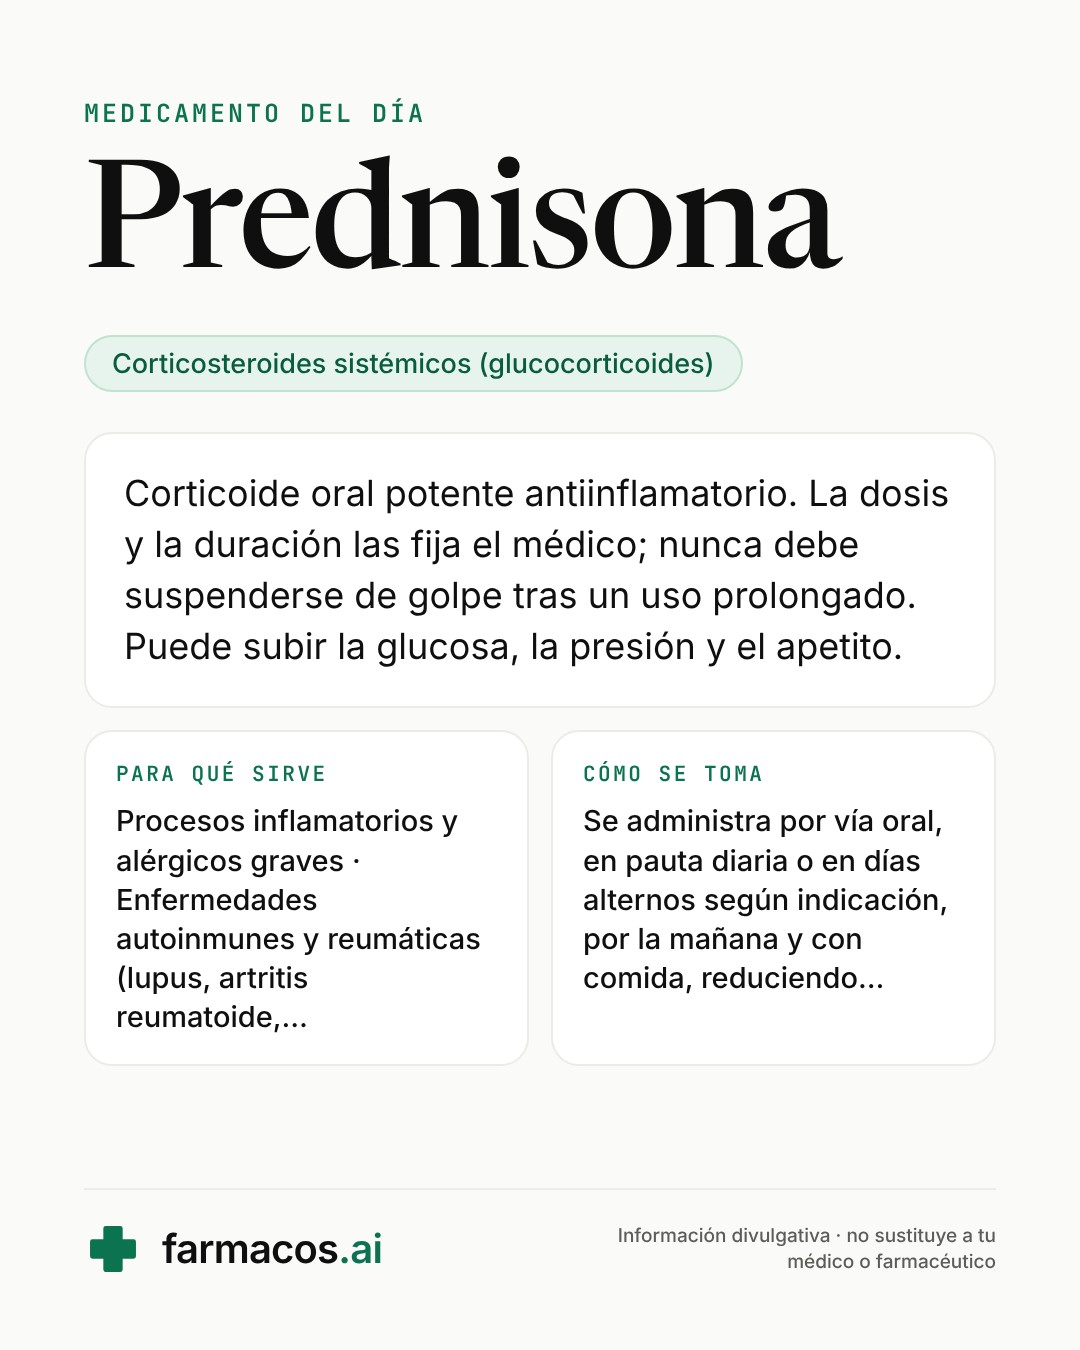 MEDICAMENTO DEL DÍA
Prednisona
Corticosteroides sistémicos (glucocorticoides)
Corticoide oral potente antiinflamatorio. La dosis
y la duración las fija el médico; nunca debe
suspenderse de golpe tras un uso prolongado.
Puede subir la glucosa, la presión y el apetito.
PARA QUÉ SIRVE
Procesos inflamatorios y
alérgicos graves ·
Enfermedades
autoinmunes y reumáticas
(lupus, artritis
reumatoide,...
CÓMO SE TOMA
Se administra por vía oral,
en pauta diaria o en días
alternos según indicación,
por la mañana y con
comida, reduciendo...
farmacos.ai
Información divulgativa · no sustituye a tu
médico o farmacéutico